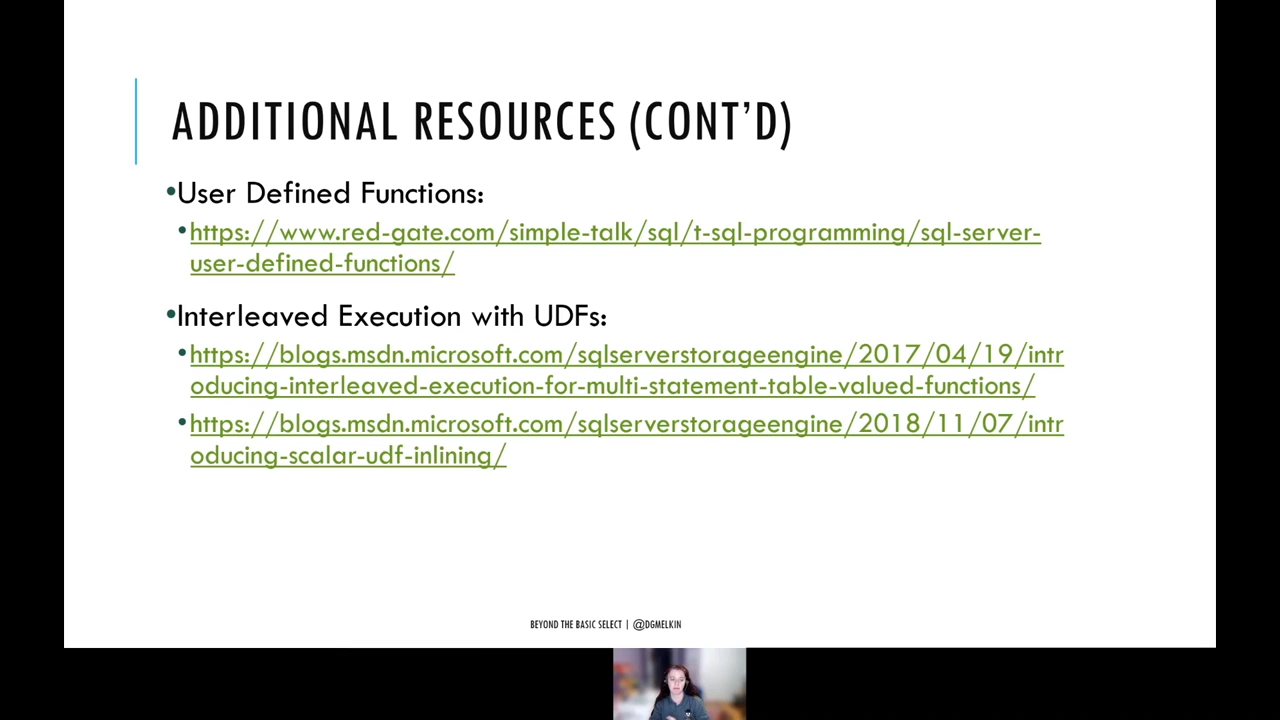 ADDITIONAL RESOURCES (CONT’D)
•User Defined Functions:
•https://www.red-gate.com/simple-talk/sql/t-sql-programming/sql-server-
user-defined-functions/
•Interleaved Execution with UDFs:
•https://blogs.msdn.microsoft.com/sqlserverstorageengine/2017/04/19/intr
oducing-interleaved-execution-for-multi-statement-table-valued-functions/
•https://blogs.msdn.microsoft.com/sqlserverstorageengine/2018/11/07/intr
oducing-scalar-udf-inlining/
BEYOND THE BASIC SELECT | @DGMELKIN